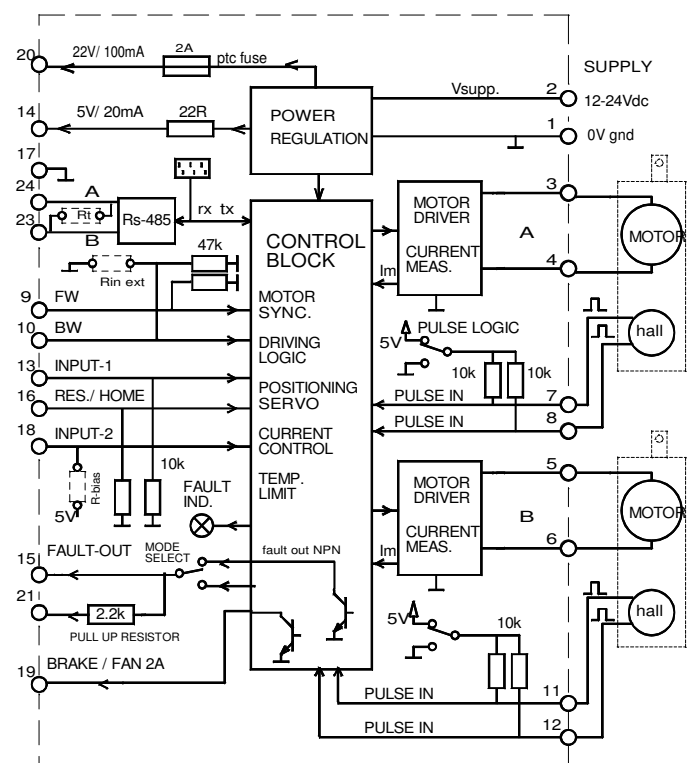 20
22V/ 100mA
2A
ptc fuse
14
5V/ 20mA
22R
POWER
REGULATION
Vsupp.
SUPPLY
2
12-24Vdc
1
0V gnd
17
24
A
Rt
Rs-485
rx tx
23
B
Rin ext
47k
9
FW
10
BW
13
INPUT-1
16
RES./ HOME
18
INPUT-2
R-bias
5V
10k
FAULT
IND.
CONTROL
BLOCK
MOTOR
SYNC.
DRIVING
LOGIC
POSITIONING
SERVO
CURRENT
CONTROL
TEMP.
LIMIT
fault out NPN
15
FAULT-OUT
MODE
SELECT
21
2.2k
PULL UP RESISTOR
19
BRAKE / FAN 2A
MOTOR
DRIVER
CURRENT
MEAS.
Im
A
3
4
MOTOR
hall
PULSE LOGIC
5V
10k
10k
PULSE IN
7
PULSE IN
8
MOTOR
DRIVER
CURRENT
MEAS.
Im
B
5
6
MOTOR
hall
5V
10k
PULSE IN
11
PULSE IN
12